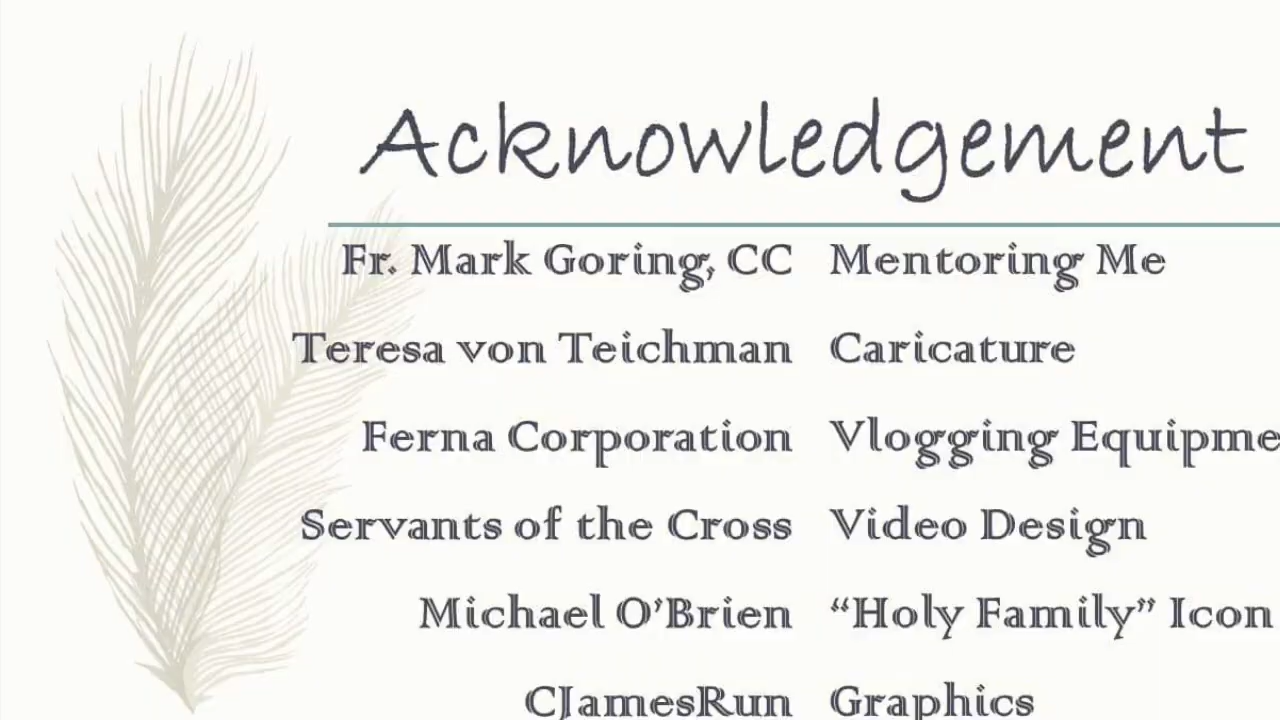 Acknowledgement
Fr. Mark Goring, CC Mentoring Me
Teresa von Teichman Caricature
Ferna Corporation Vlogging Equipme
Servants of the Cross Video Design
Michael O’Brien “Holy Family” Icon
CJamesRun Graphics